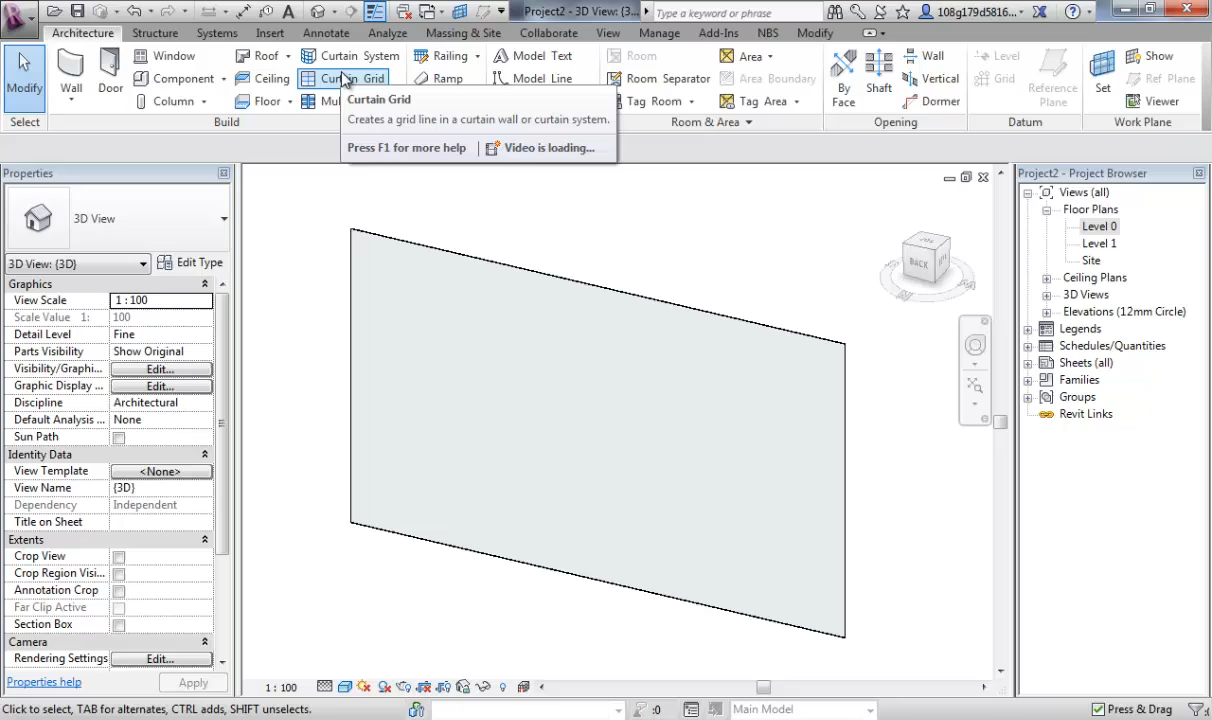 Project2 - 3D View: {3...
Type a keyword or phrase
108g179d5816...
Architecture Structure Systems Insert Annotate Analyze Massing & Site Collaborate View Manage Add-Ins NBS Modify
Modify
Wall
Door
Window
Component
Column
Roof
Ceiling
Floor
Curtain System
Curtain Grid
Mul
Railing
Ramp
Model Text
Model Line
Room
Room Separator
Tag Room
Area
Area Boundary
Tag Area
By Face
Shaft
Wall
Vertical
Dormer
Level
Grid
Reference Plane
Set
Show
Ref Plane
Viewer
Select Build Room & Area Opening Datum Work Plane
Curtain Grid
Creates a grid line in a curtain wall or curtain system.
Press F1 for more help Video is loading...
Properties
3D View
3D View: {3D} Edit Type
Graphics
View Scale 1 : 100
Scale Value 1: 100
Detail Level Fine
Parts Visibility Show Original
Visibility/Graphi... Edit...
Graphic Display ... Edit...
Discipline Architectural
Default Analysis ... None
Sun Path
Identity Data
View Template <None>
View Name {3D}
Dependency Independent
Title on Sheet
Extents
Crop View
Crop Region Visi...
Annotation Crop
Far Clip Active
Section Box
Camera
Rendering Settings Edit...
Properties help Apply
BACK
1 : 100
Project2 - Project Browser
Views (all)
Floor Plans
Level 0
Level 1
Site
Ceiling Plans
3D Views
Elevations (12mm Circle)
Legends
Schedules/Quantities
Sheets (all)
Families
Groups
Revit Links
Click to select, TAB for alternates, CTRL adds, SHIFT unselects. :0 Main Model Press & Drag